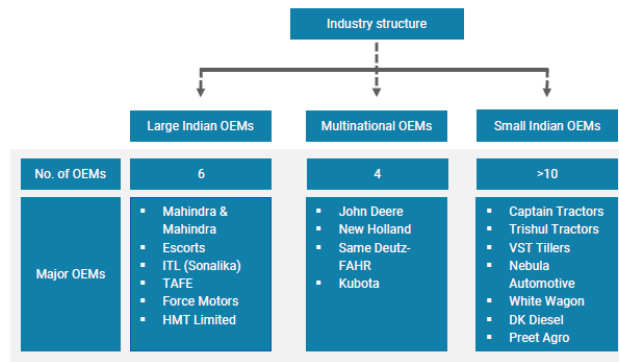 Industry structure
Large Indian OEMs
Multinational OEMs
Small Indian OEMs
No. of OEMs
6
4
>10
Major OEMs
▪ Mahindra &
Mahindra
▪ Escorts
▪ ITL (Sonalika)
▪ TAFE
▪ Force Motors
▪ HMT Limited
▪ John Deere
▪ New Holland
▪ Same Deutz-
FAHR
▪ Kubota
▪ Captain Tractors
▪ Trishul Tractors
▪ VST Tillers
▪ Nebula
Automotive
▪ White Wagon
▪ DK Diesel
▪ Preet Agro